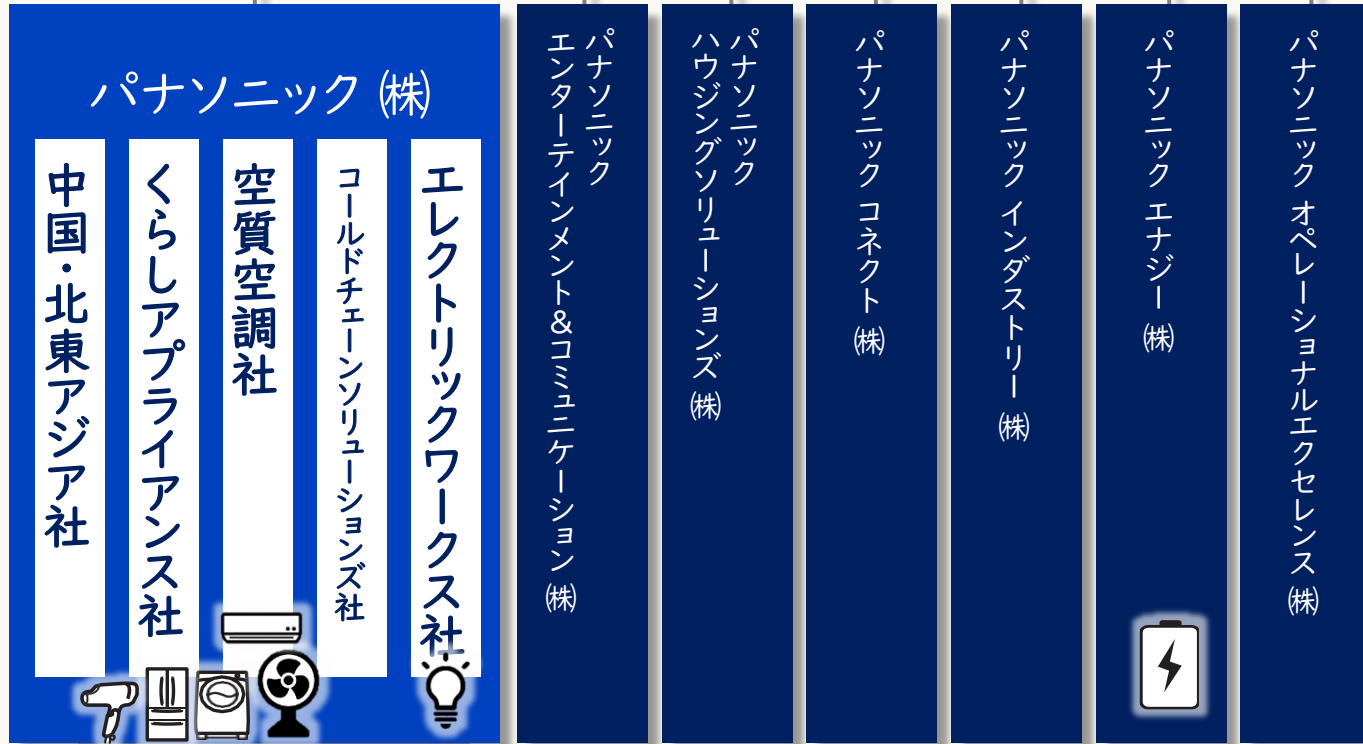 パナソニック ㈱
中国・北東アジア社
くらしアプライアンス社
空質空調社
コールドチェーンソリューションズ社
エレクトリックワークス社
パナソニック
エンターテインメント&コミュニケーション ㈱
パナソニック
ハウジングソリューションズ ㈱
パナソニック コネクト ㈱
パナソニック インダストリー ㈱
パナソニック エナジー ㈱
パナソニック オペレーショナルエクセレンス ㈱